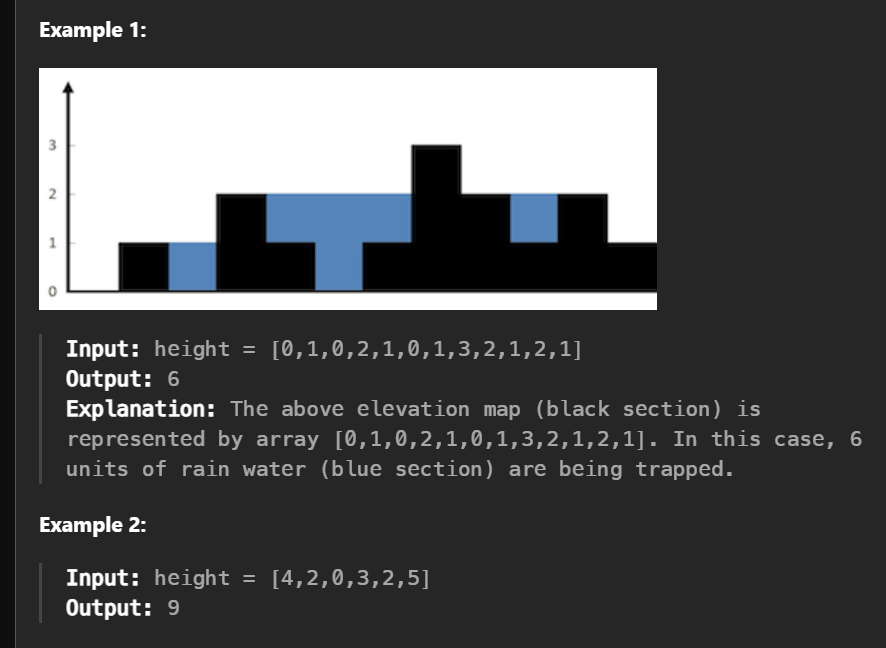 Example 1:
3
2
1
0
Input: height = [0,1,0,2,1,0,1,3,2,1,2,1]
Output: 6
Explanation: The above elevation map (black section) is
represented by array [0,1,0,2,1,0,1,3,2,1,2,1]. In this case, 6
units of rain water (blue section) are being trapped.
Example 2:
Input: height = [4,2,0,3,2,5]
Output: 9